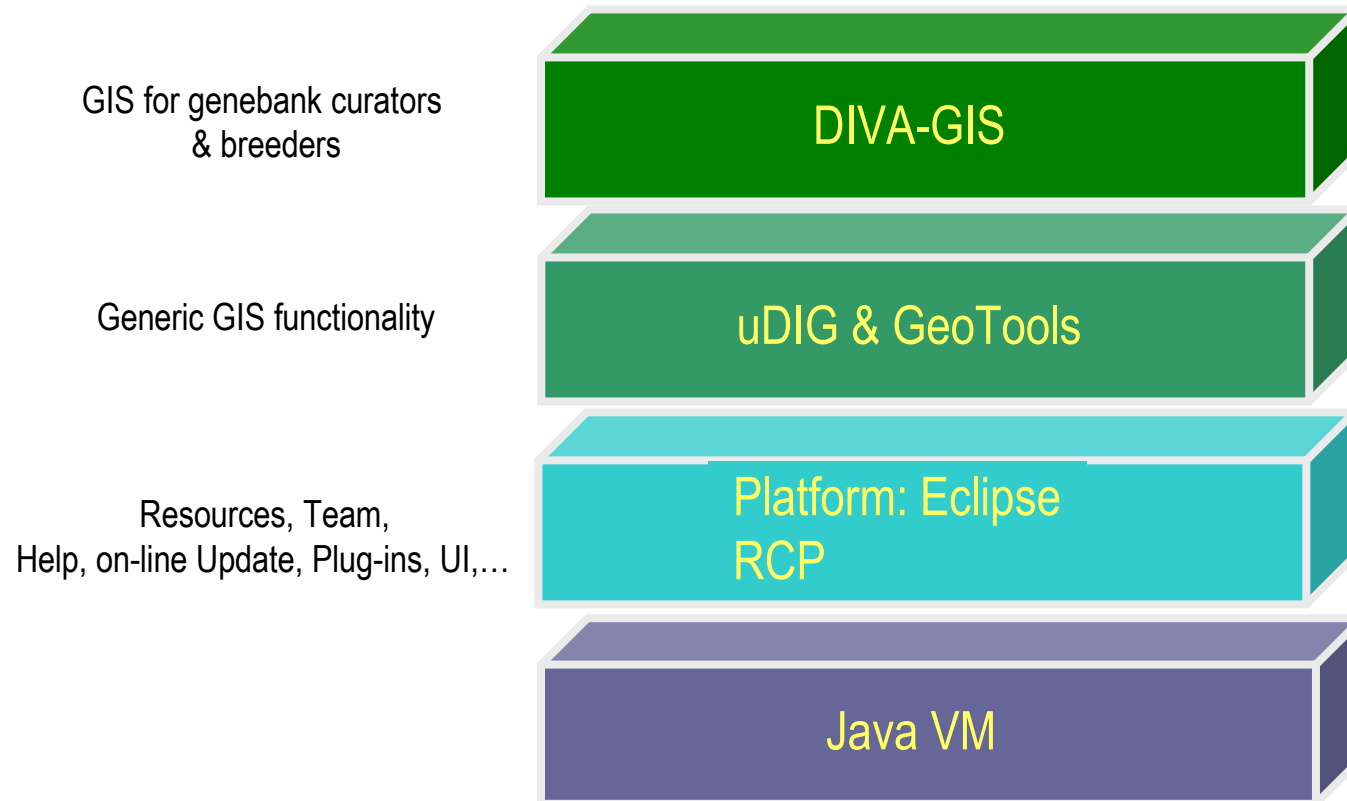 GIS for genebank curators
& breeders
DIVA-GIS
Generic GIS functionality
uDIG & GeoTools
Resources, Team,
Help, on-line Update, Plug-ins, UI,…
Platform: Eclipse
RCP
Java VM